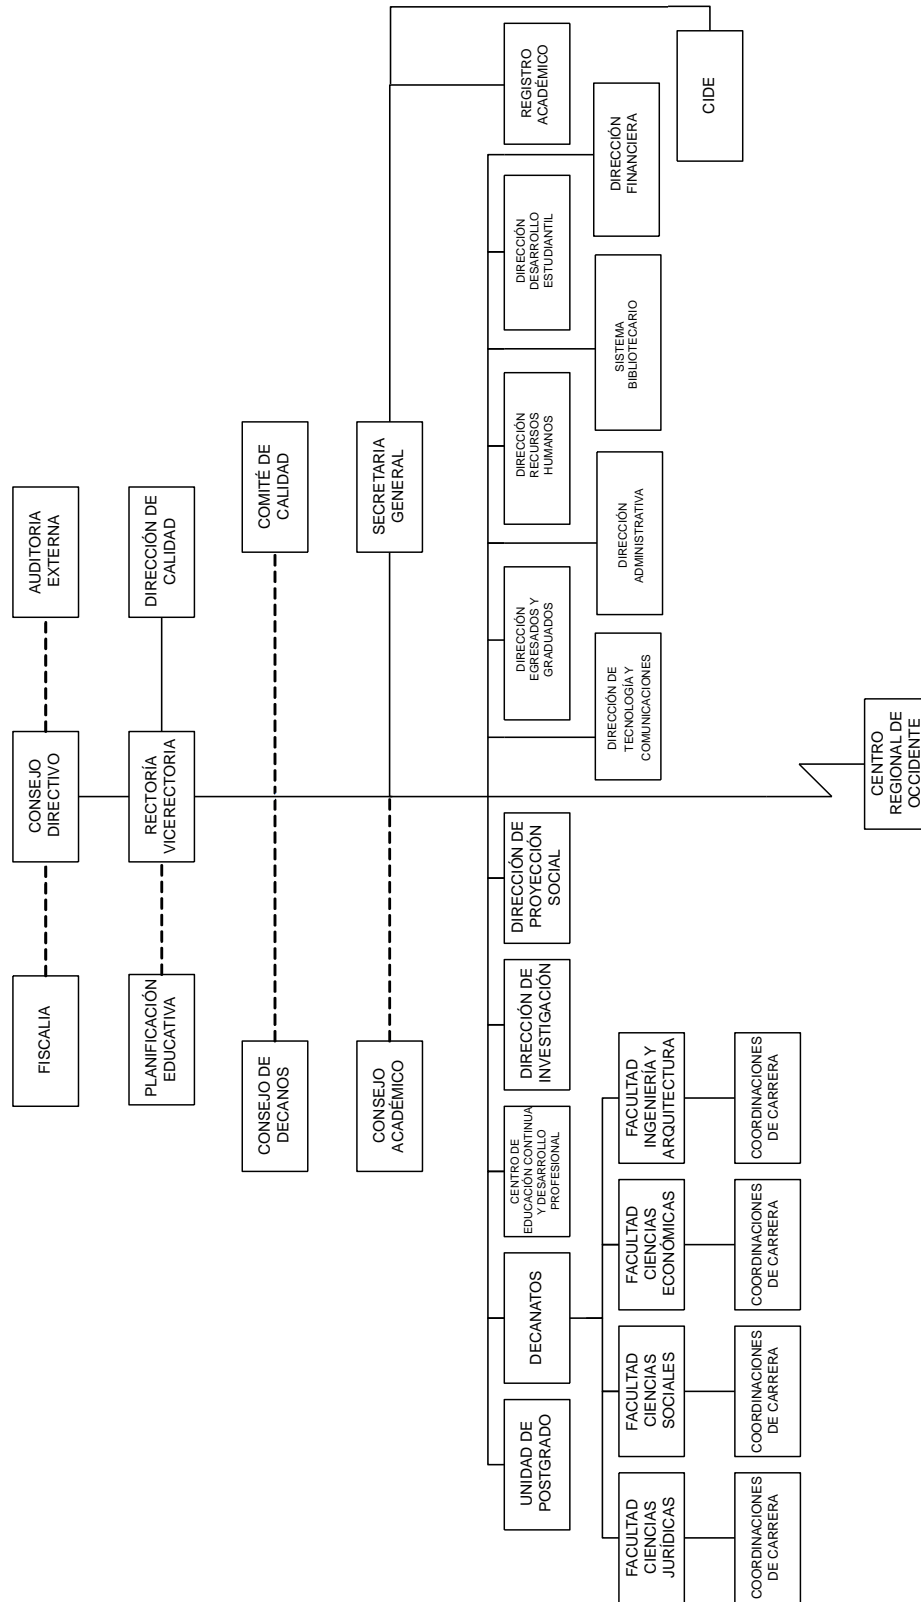 FISCALIA
CONSEJO
DIRECTIVO
AUDITORIA
EXTERNA
PLANIFICACIÓN
EDUCATIVA
RECTORÍA
VICERECTORIA
DIRECCIÓN DE
CALIDAD
CONSEJO DE
DECANOS
COMITÉ DE
CALIDAD
CONSEJO
ACADÉMICO
SECRETARIA
GENERAL
UNIDAD DE
POSTGRADO
DECANATOS
CENTRO DE
EDUCACIÓN CONTINUA
Y DESARROLLO
PROFESIONAL
DIRECCIÓN DE
INVESTIGACIÓN
DIRECCIÓN DE
PROYECCIÓN
SOCIAL
DIRECCIÓN
EGRESADOS Y
GRADUADOS
DIRECCIÓN
RECURSOS
HUMANOS
DIRECCIÓN
DESARROLLO
ESTUDIANTIL
REGISTRO
ACADÉMICO
DIRECCIÓN DE
TECNOLOGÍA Y
COMUNICACIONES
DIRECCIÓN
ADMINISTRATIVA
SISTEMA
BIBLIOTECARIO
DIRECCIÓN
FINANCIERA
CIDE
FACULTAD
CIENCIAS
JURÍDICAS
FACULTAD
CIENCIAS
SOCIALES
FACULTAD
CIENCIAS
ECONÓMICAS
FACULTAD
INGENIERÍA Y
ARQUITECTURA
COORDINACIONES
DE CARRERA
COORDINACIONES
DE CARRERA
COORDINACIONES
DE CARRERA
COORDINACIONES
DE CARRERA
CENTRO
REGIONAL DE
OCCIDENTE